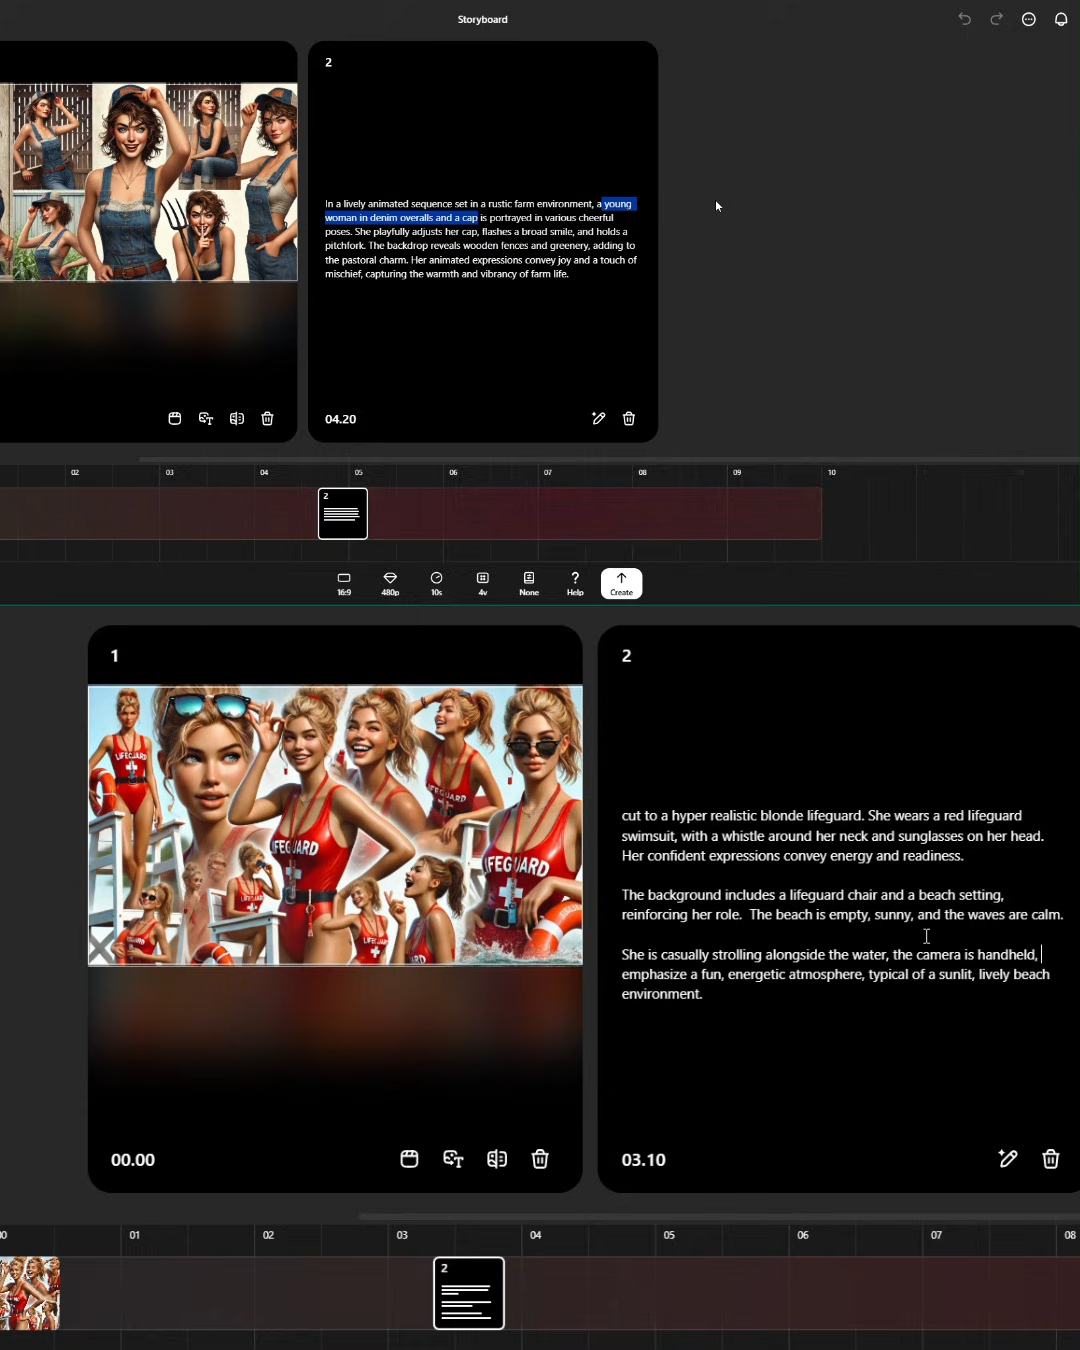 Storyboard
2
In a lively animated sequence set in a rustic farm environment, a young
woman in denim overalls and a cap is portrayed in various cheerful
poses. She playfully adjusts her cap, flashes a broad smile, and holds a
pitchfork. The backdrop reveals wooden fences and greenery, adding to
the pastoral charm. Her animated expressions convey joy and a touch of
mischief, capturing the warmth and vibrancy of farm life.
04.20
02 03 04 05 06 07 08 09 10
2
16:9 480p 10s 4v None Help Create
1
LIFEGUARD
LIFEGUARD
LIFEGUARD
LIFEGUARD
LIFEGUARD
LIFEGUARD
2
cut to a hyper realistic blonde lifeguard. She wears a red lifeguard
swimsuit, with a whistle around her neck and sunglasses on her head.
Her confident expressions convey energy and readiness.
The background includes a lifeguard chair and a beach setting,
reinforcing her role. The beach is empty, sunny, and the waves are calm.
She is casually strolling alongside the water, the camera is handheld,
emphasize a fun, energetic atmosphere, typical of a sunlit, lively beach
environment.
00.00
03.10
01 02 03 04 05 06 07 08
2